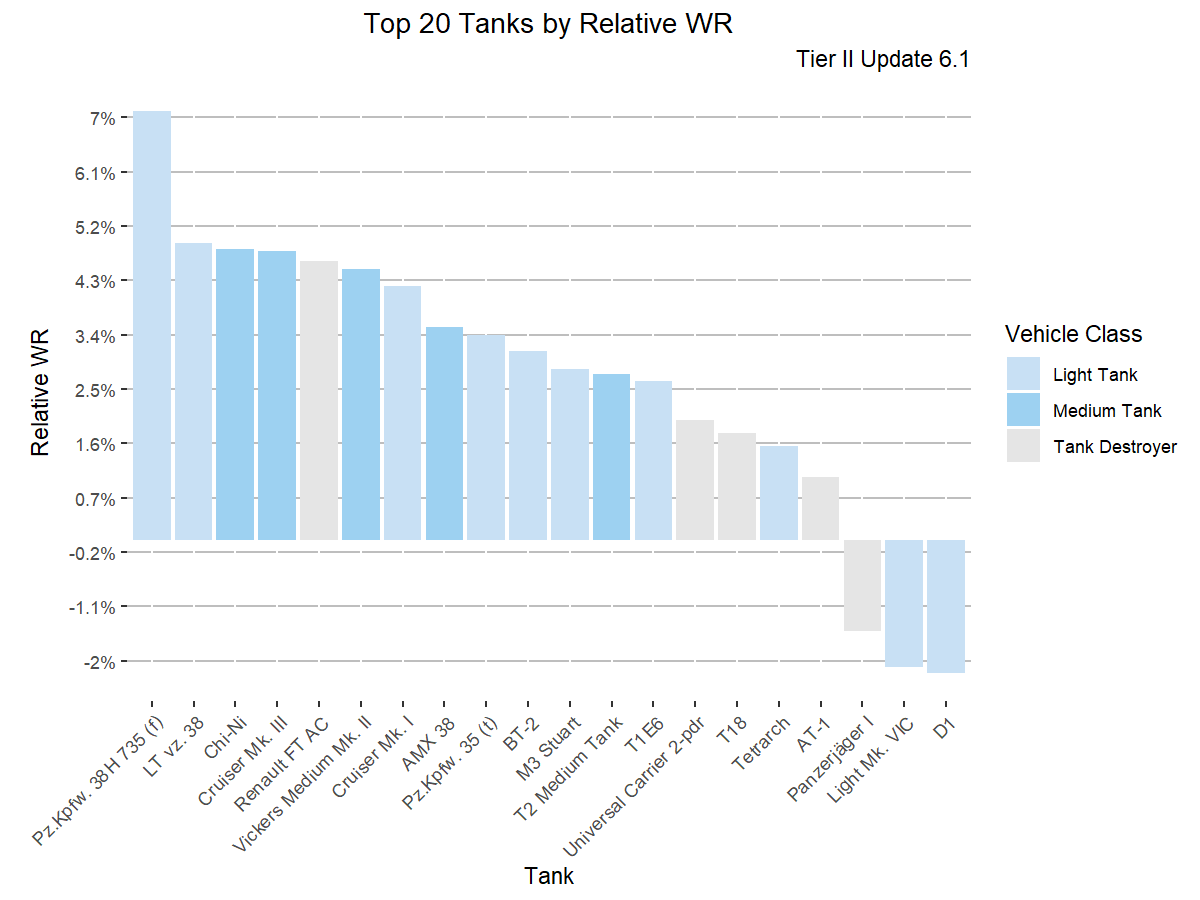 Top 20 Tanks by Relative WR
Tier II Update 6.1
7%
6.1%
5.2%
4.3%
3.4%
2.5%
1.6%
0.7%
-0.2%
-1.1%
-2%
Relative WR
Pz.Kpfw. 38H 735 (f)
LT vz. 38
Chi-Ni
Cruiser Mk. III
Renault FT AC
Vickers Medium Mk. II
Cruiser Mk. I
AMX 38
Pz.Kpfw. 35 (t)
BT-2
M3 Stuart
T2 Medium Tank
T1E6
Universal Carrier 2-pdr
T18
Tetrarch
AT-1
Panzerjäger I
Light Mk. VIC
D1
Tank
Vehicle Class
Light Tank
Medium Tank
Tank Destroyer